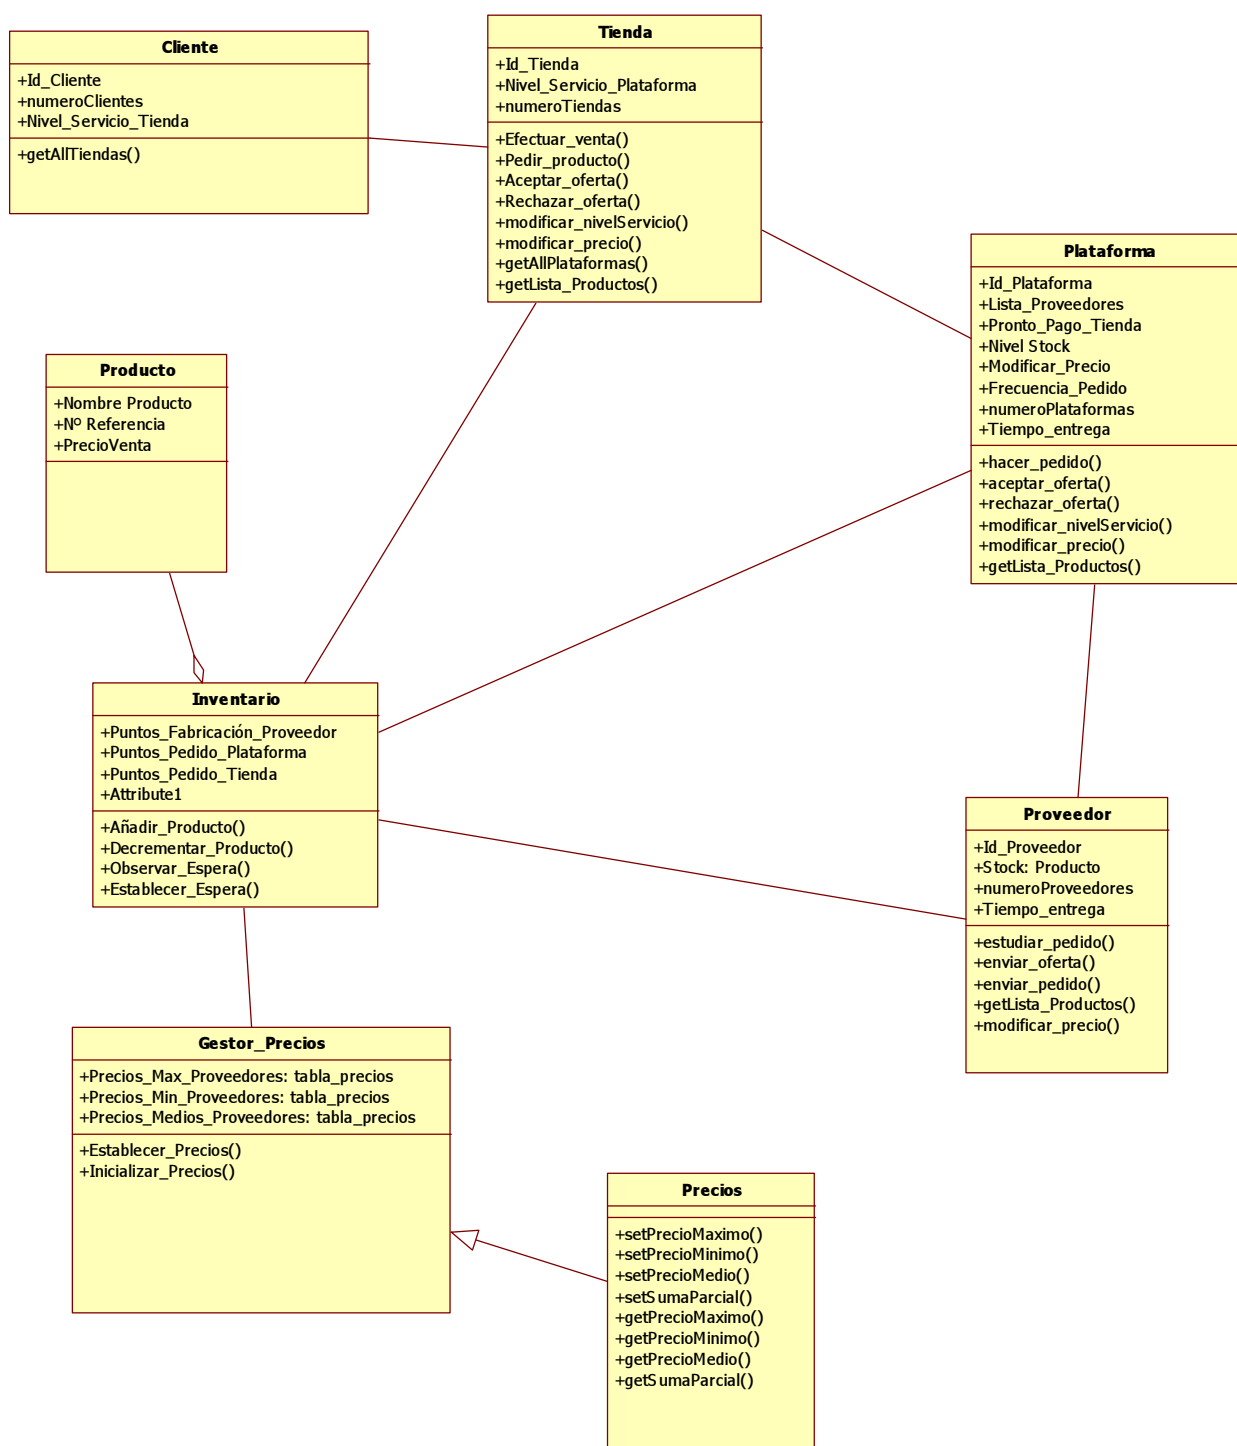 Cliente
+Id_Cliente
+numeroClientes
+Nivel_Servicio_Tienda
+getAllTiendas()
Tienda
+Id_Tienda
+Nivel_Servicio_Plataforma
+numeroTiendas
+Efectuar_venta()
+Pedir_producto()
+Aceptar_oferta()
+Rechazar_oferta()
+modificar_nivelServicio()
+modificar_precio()
+getAllPlataformas()
+getLista_Productos()
Plataforma
+Id_Plataforma
+Lista_Proveedores
+Pronto_Pago_Tienda
+Nivel Stock
+Modificar_Precio
+Frecuencia_Pedido
+numeroPlataformas
+Tiempo_entrega
+hacer_pedido()
+aceptar_oferta()
+rechazar_oferta()
+modificar_nivelServicio()
+modificar_precio()
+getLista_Productos()
Producto
+Nombre Producto
+Nº Referencia
+PrecioVenta
Inventario
+Puntos_Fabricación_Proveedor
+Puntos_Pedido_Plataforma
+Puntos_Pedido_Tienda
+Attribute1
+Añadir_Producto()
+Decrementar_Producto()
+Observar_Espera()
+Establecer_Espera()
Proveedor
+Id_Proveedor
+Stock: Producto
+numeroProveedores
+Tiempo_entrega
+estudiar_pedido()
+enviar_oferta()
+enviar_pedido()
+getLista_Productos()
+modificar_precio()
Gestor_Precios
+Precios_Max_Proveedores: tabla_precios
+Precios_Min_Proveedores: tabla_precios
+Precios_Medios_Proveedores: tabla_precios
+Establecer_Precios()
+Inicializar_Precios()
Precios
+setPrecioMaximo()
+setPrecioMinimo()
+setPrecioMedio()
+setSumaParcial()
+getPrecioMaximo()
+getPrecioMinimo()
+getPrecioMedio()
+getSumaParcial()